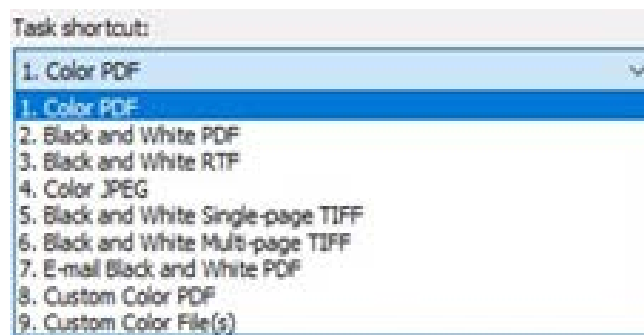 Task shortcut:
1. Color PDF
1. Color PDF
2. Black and White PDF
3. Black and White RTF
4. Color JPEG
5. Black and White Single-page TIFF
6. Black and White Multi-page TIFF
7. E-mail Black and White PDF
8. Custom Color PDF
9. Custom Color File(s)